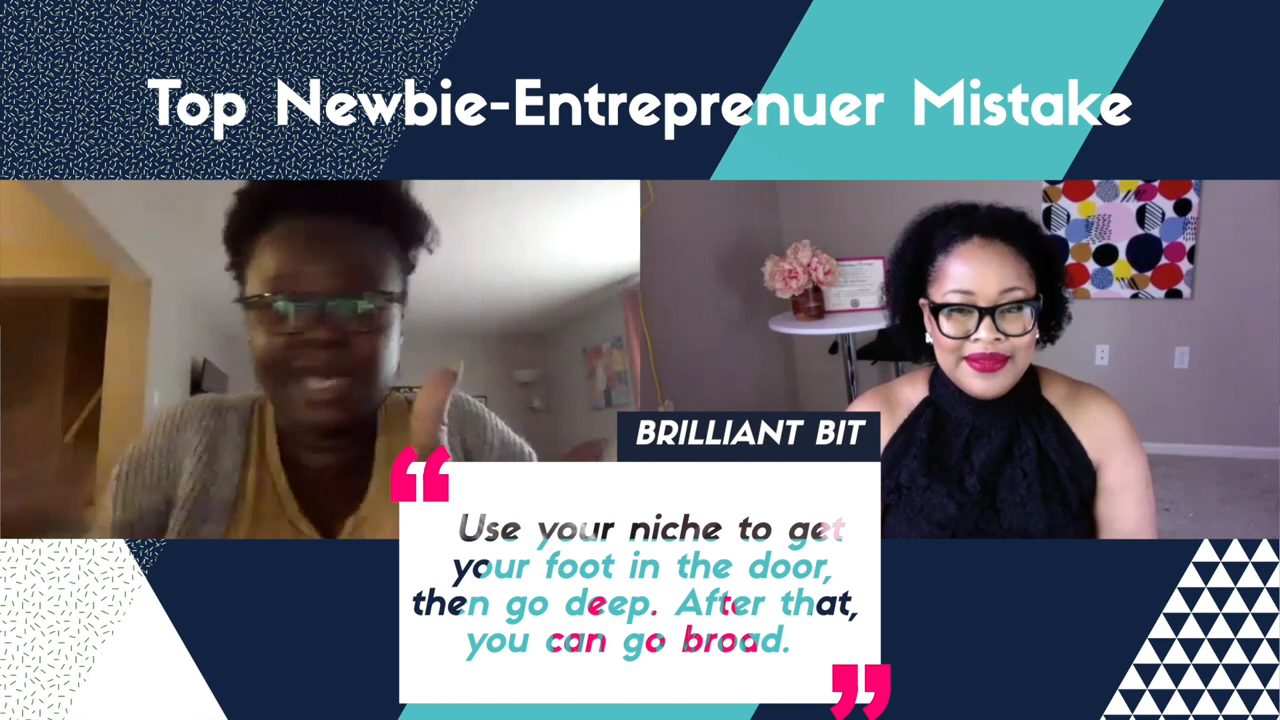 Top Newbie-Entreprenuer Mistake
BRILLIANT BIT
“
Use your niche to get
your foot in the door,
then go deep. After that,
you can go broad.
”